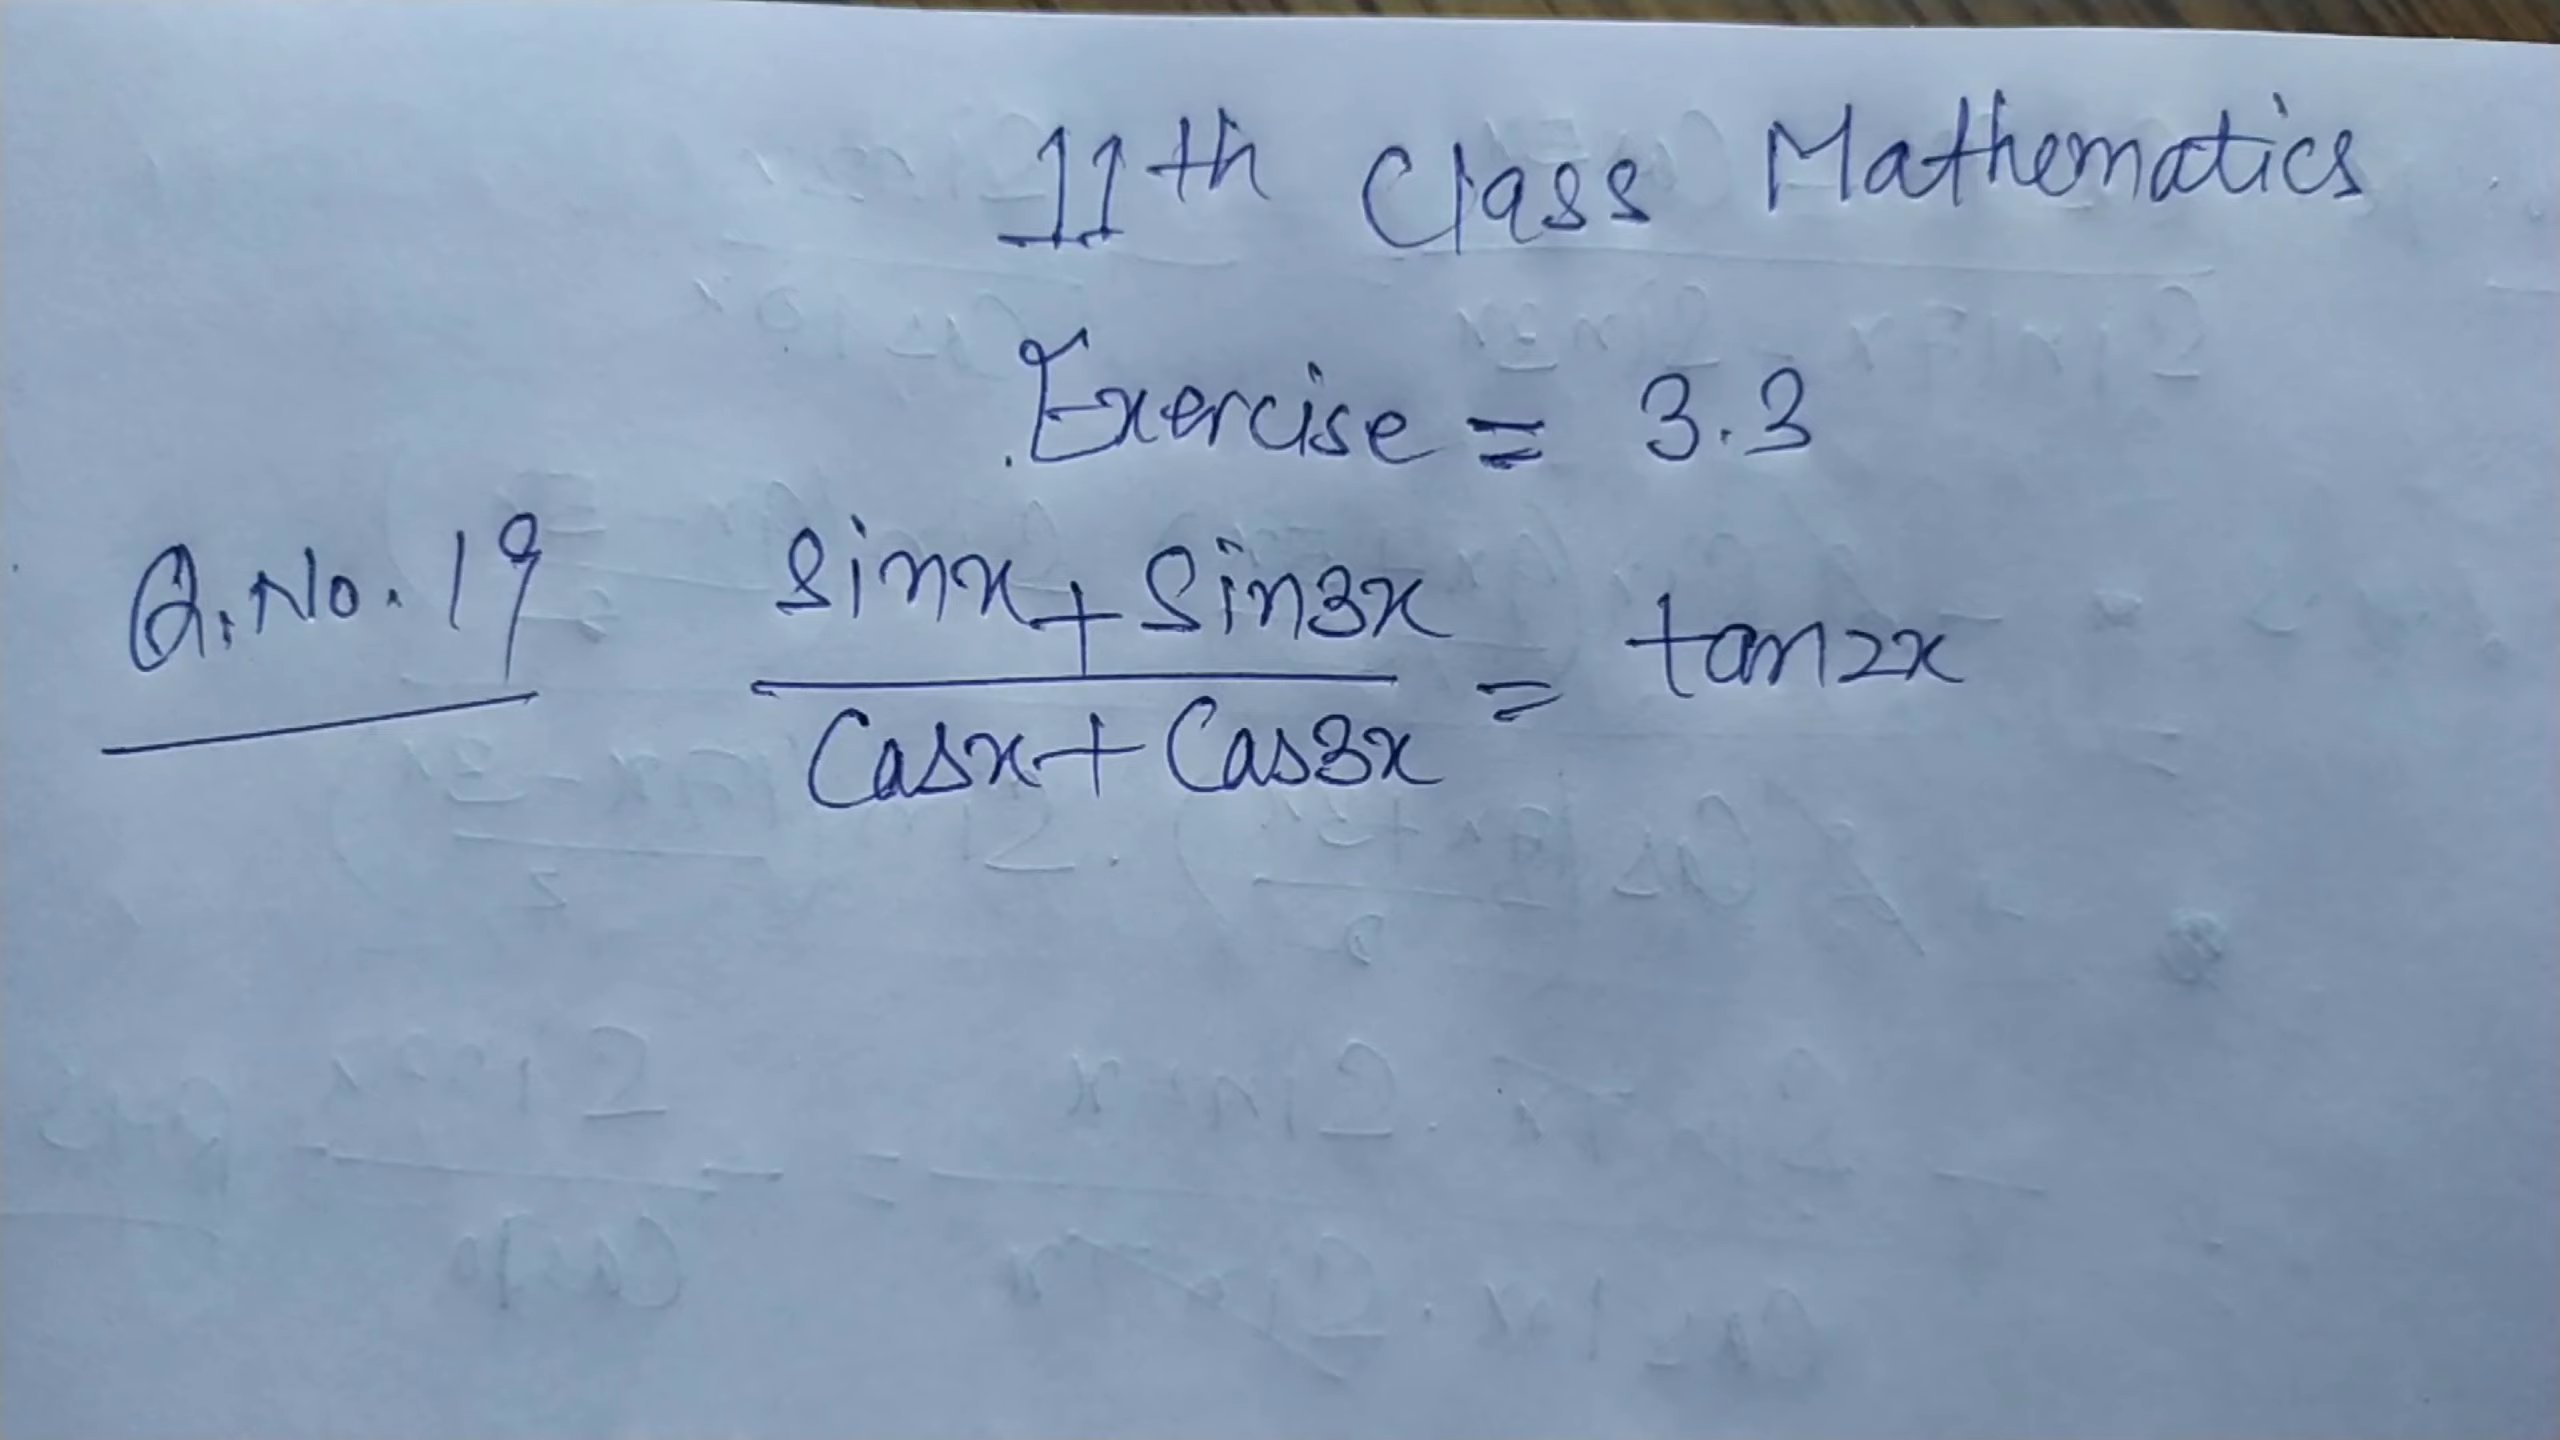 11th Class Mathematics
Exercise = 3.3
Q.No.19 sinx + sin3x / Cosx + Cos3x = tan2x